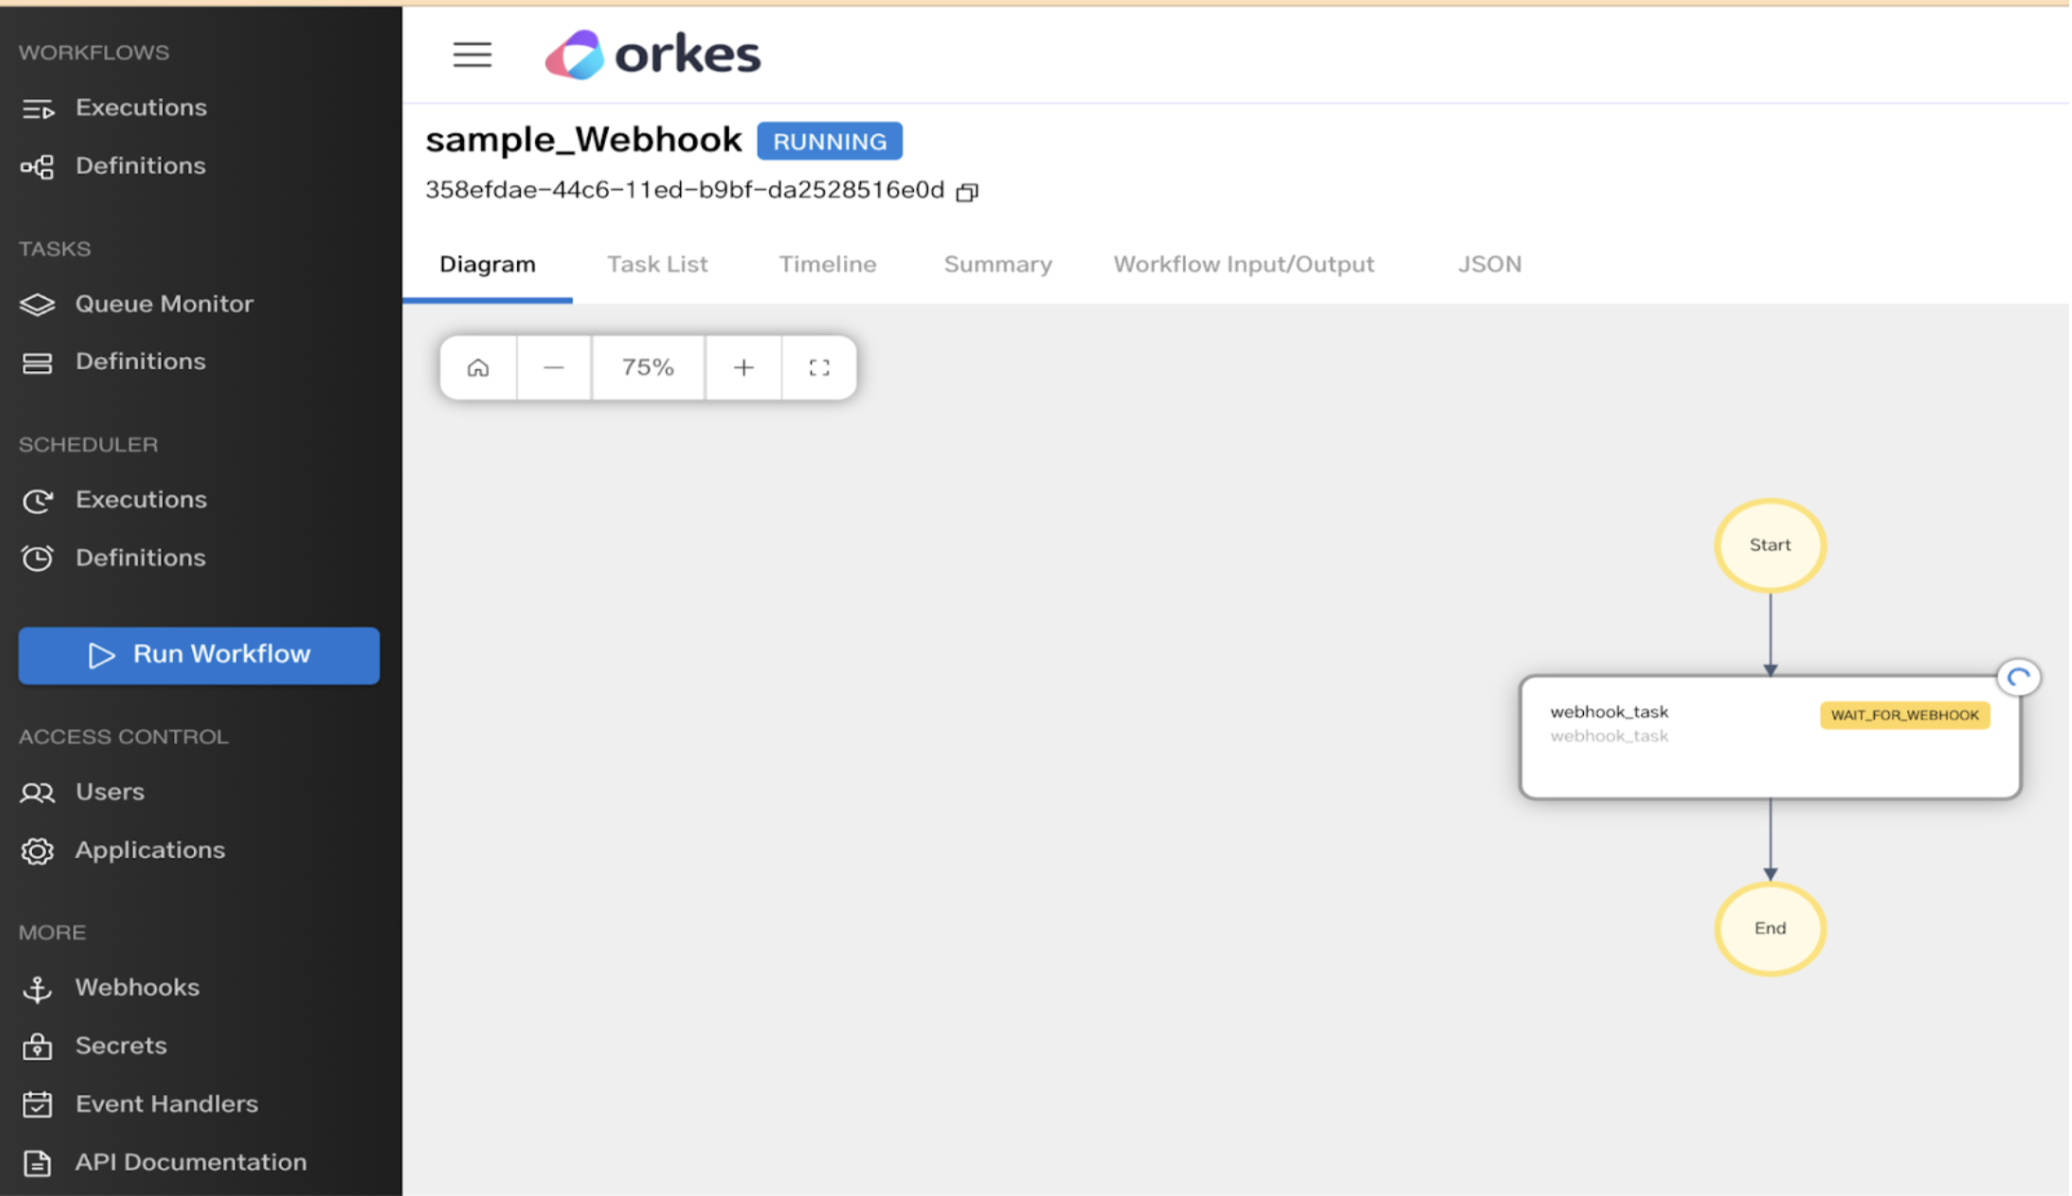 WORKFLOWS
Executions
Definitions
TASKS
Queue Monitor
Definitions
SCHEDULER
Executions
Definitions
Run Workflow
ACCESS CONTROL
Users
Applications
MORE
Webhooks
Secrets
Event Handlers
API Documentation
orkes
sample_Webhook RUNNING
358efdae-44c6-11ed-b9bf-da2528516e0d
Diagram Task List Timeline Summary Workflow Input/Output JSON
75%
Start
webhook_task WAIT_FOR_WEBHOOK
webhook_task
End